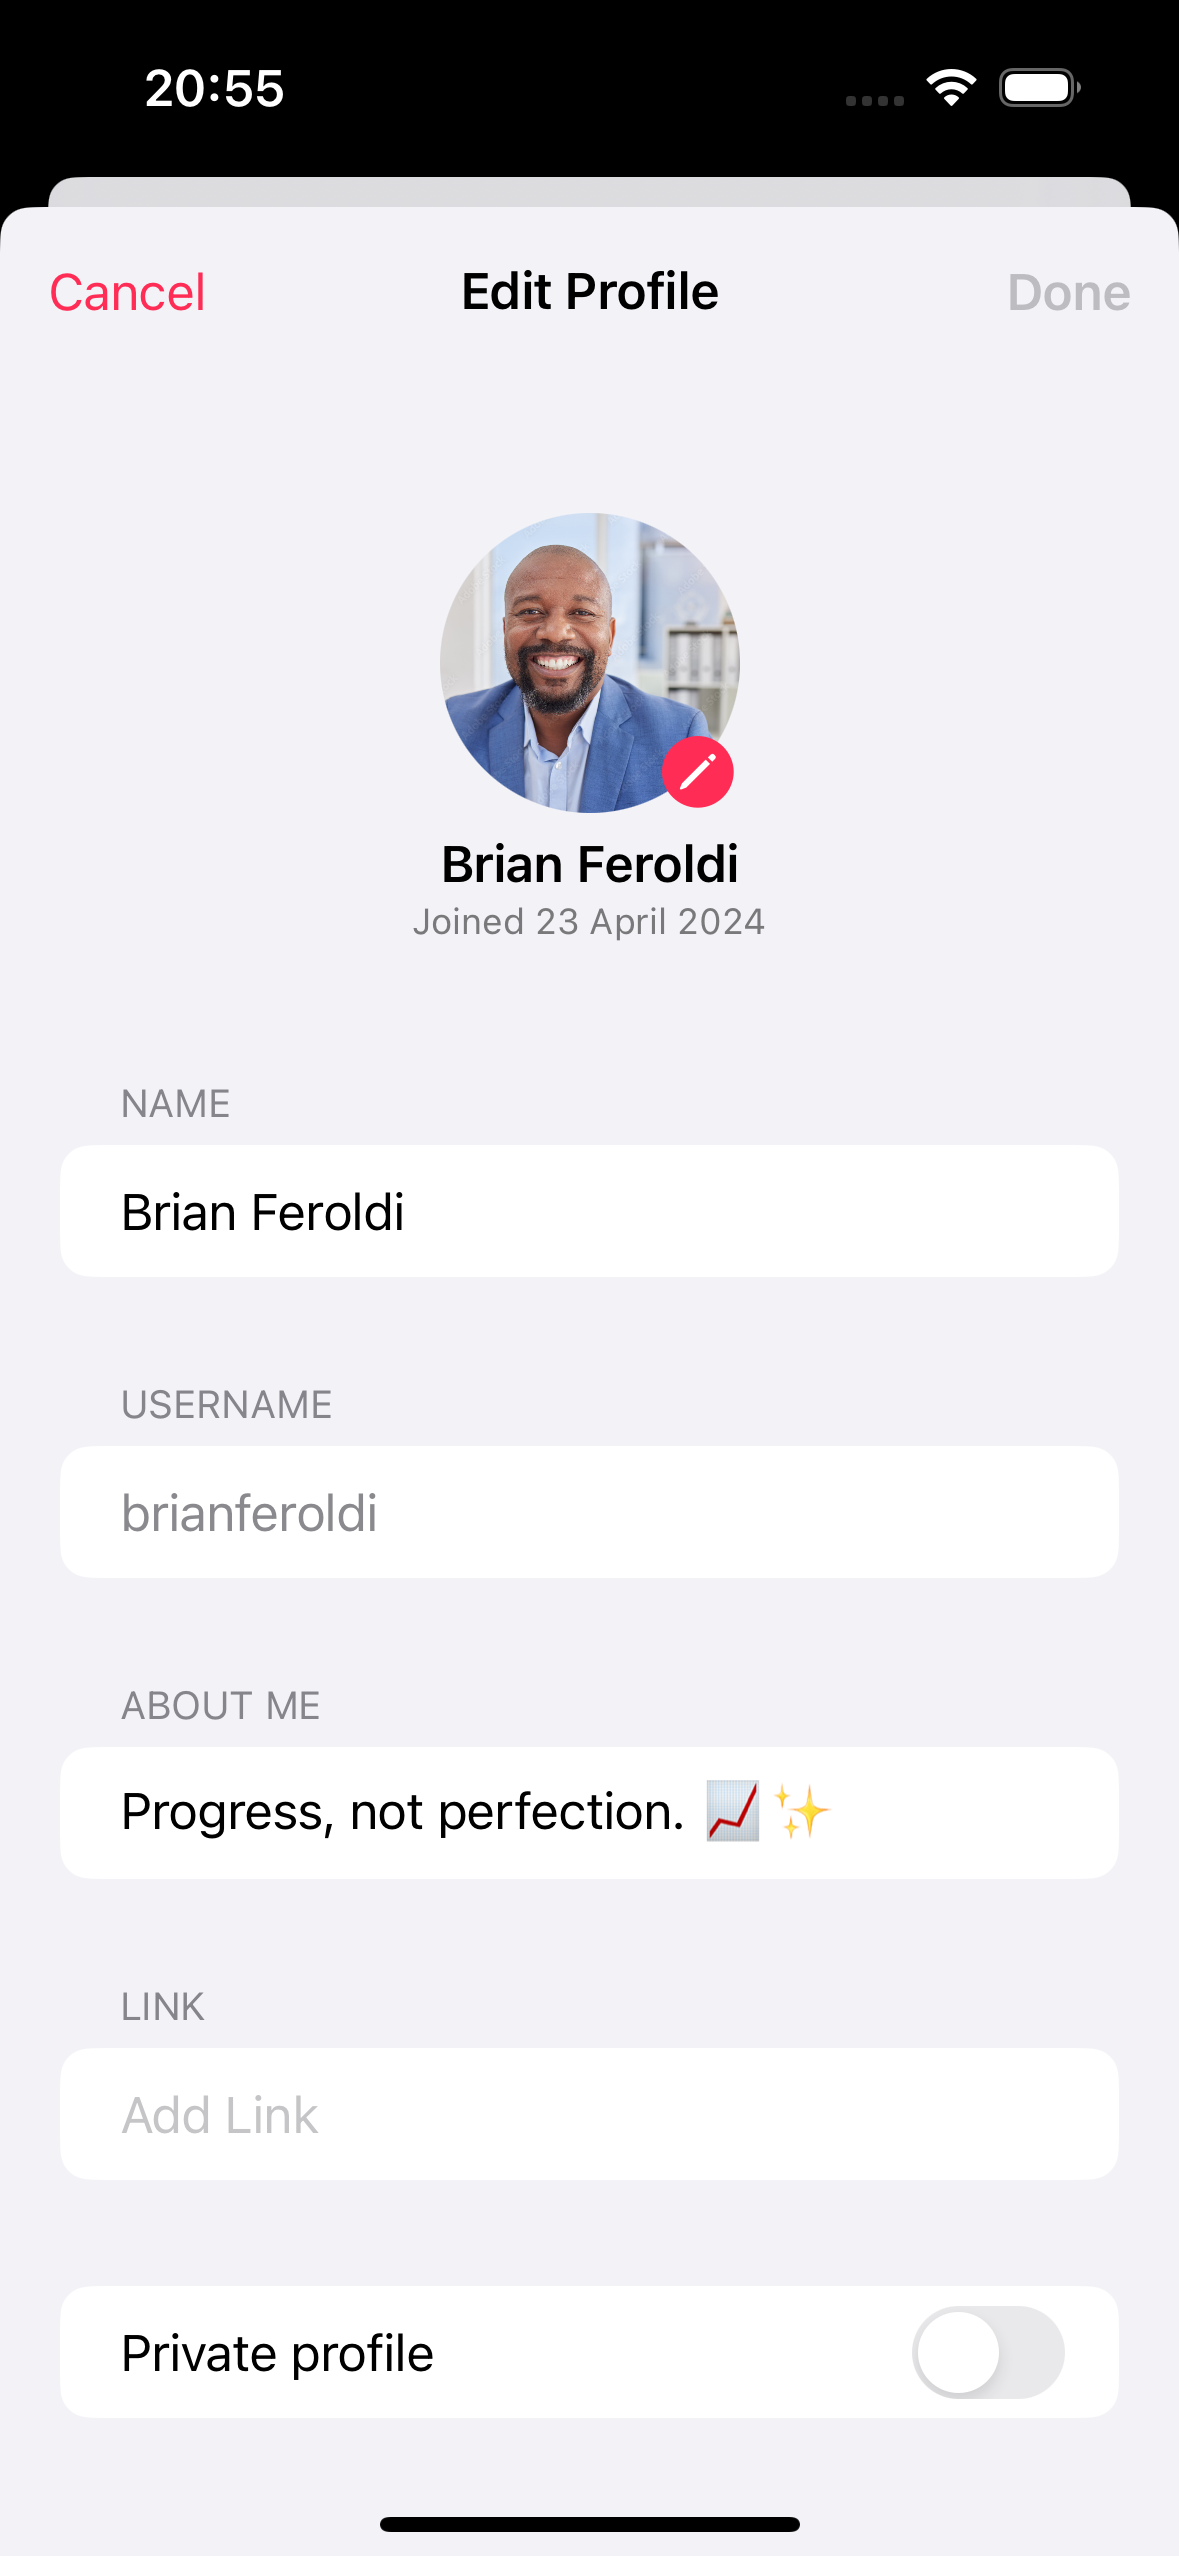 20:55
Cancel
Edit Profile
Done
Brian Feroldi
Joined 23 April 2024
NAME
Brian Feroldi
USERNAME
brianferoldi
ABOUT ME
Progress, not perfection. 📈✨
LINK
Add Link
Private profile